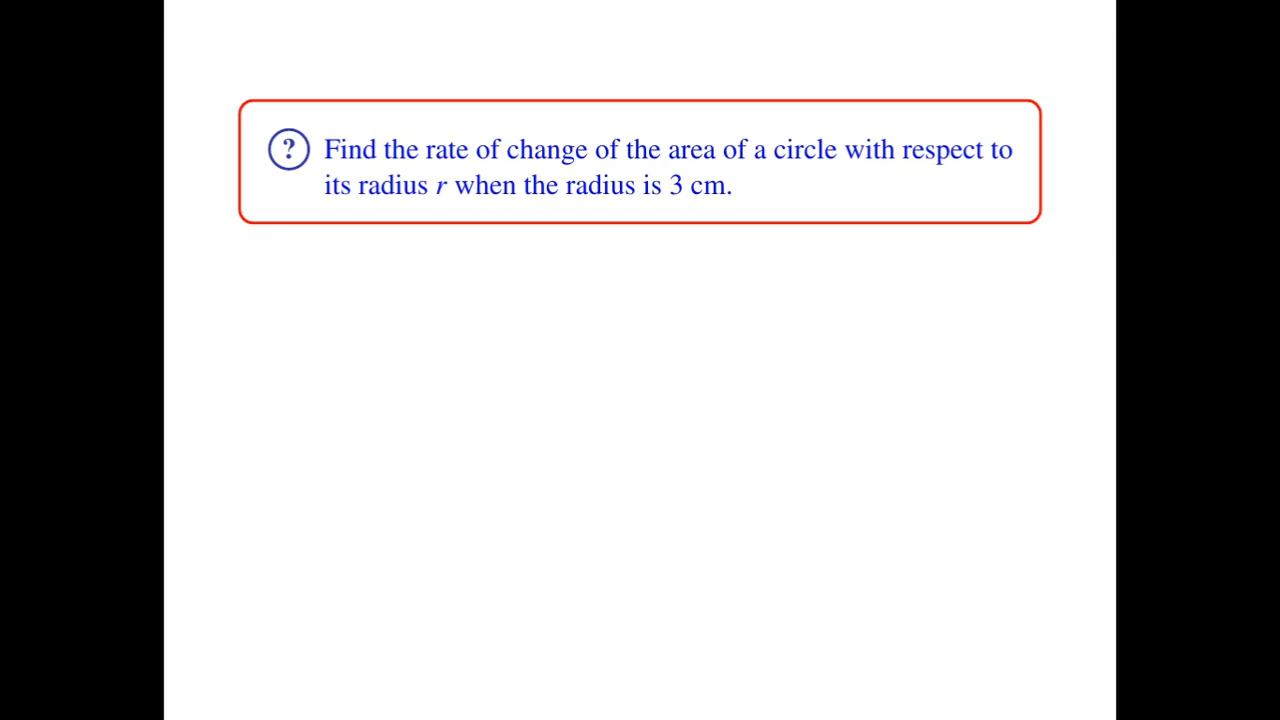 ? Find the rate of change of the area of a circle with respect to
its radius r when the radius is 3 cm.